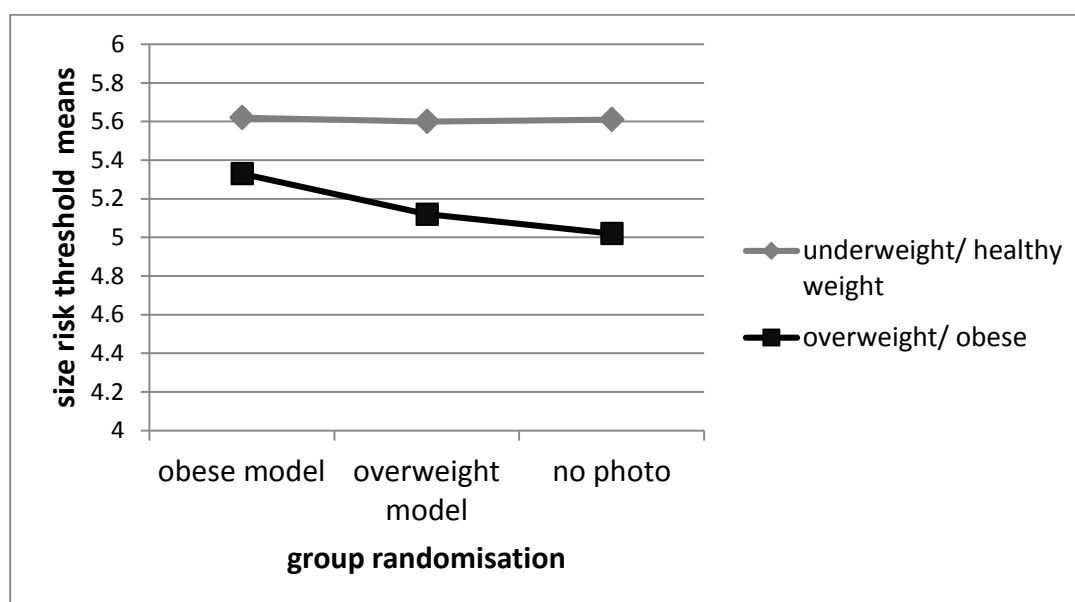 size risk threshold means
6
5.8
5.6
5.4
5.2
5
4.8
4.6
4.4
4.2
4
obese model
overweight
model
no photo
group randomisation
underweight/ healthy
weight
overweight/ obese